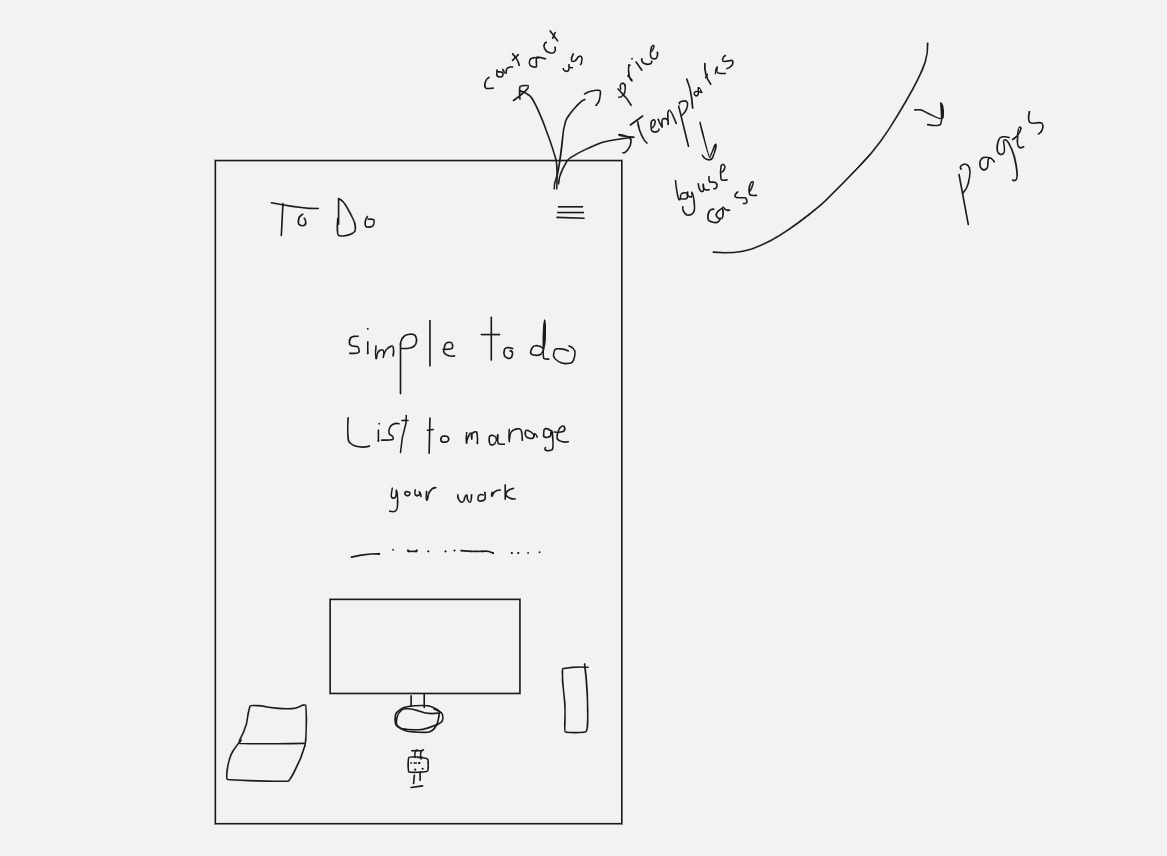 contact
us
price
Templates
by use
case
pages
To Do
simple to do
List to manage
your work